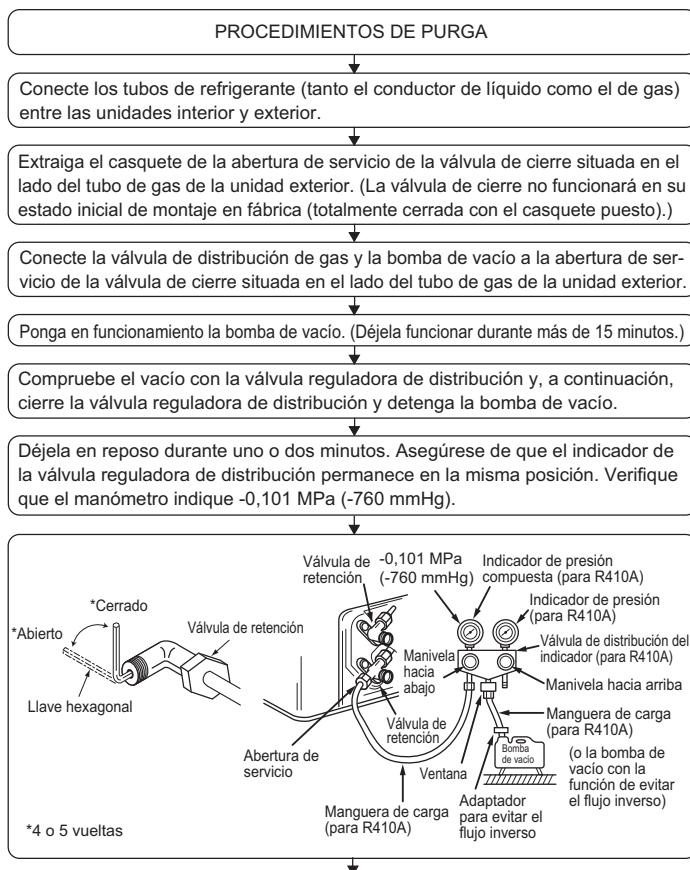 PROCEDIMIENTOS DE PURGA
Conecte los tubos de refrigerante (tanto el conductor de líquido como el de gas)
entre las unidades interior y exterior.
Extraiga el casquete de la abertura de servicio de la válvula de cierre situada en el
lado del tubo de gas de la unidad exterior. (La válvula de cierre no funcionará en su
estado inicial de montaje en fábrica (totalmente cerrada con el casquete puesto).)
Conecte la válvula de distribución de gas y la bomba de vacío a la abertura de ser-
vicio de la válvula de cierre situada en el lado del tubo de gas de la unidad exterior.
Ponga en funcionamiento la bomba de vacío. (Déjela funcionar durante más de 15 minutos.)
Compruebe el vacío con la válvula reguladora de distribución y, a continuación,
cierre la válvula reguladora de distribución y detenga la bomba de vacío.
Déjela en reposo durante uno o dos minutos. Asegúrese de que el indicador de
la válvula reguladora de distribución permanece en la misma posición. Verifique
que el manómetro indique -0,101 MPa (-760 mmHg).
*Cerrado
*Abierto
Válvula de retención
Llave hexagonal
*4 o 5 vueltas
Válvula de
retención
-0,101 MPa
(-760 mmHg)
Indicador de presión
compuesta (para R410A)
Indicador de presión
(para R410A)
Válvula de distribución del
indicador (para R410A)
Manivela
hacia
abajo
Manivela hacia arriba
Válvula de
retención
Abertura de
servicio
Manguera de carga
(para R410A)
Bomba
de vacío
Ventana
(o la bomba de
vacío con la
función de evitar
el flujo inverso)
Manguera de carga
(para R410A)
Adaptador
para evitar el
flujo inverso